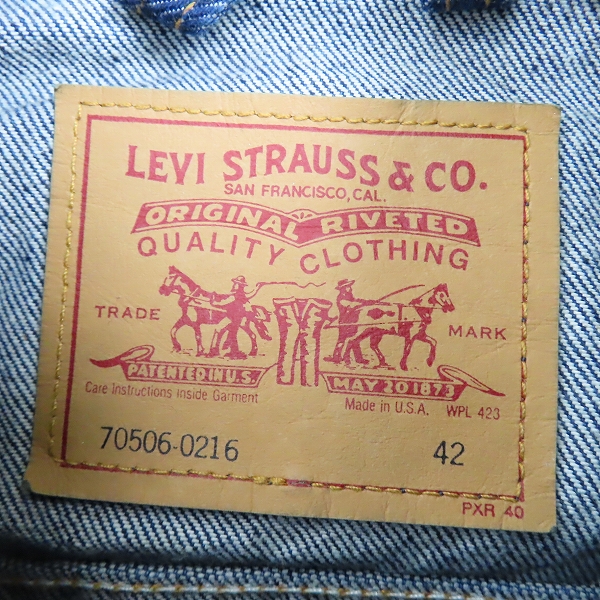 LEVI STRAUSS & CO.
SAN FRANCISCO, CAL.
ORIGINAL RIVETED
QUALITY CLOTHING
TRADE MARK
PATENTED IN U.S. MAY 20 1873
Care Instructions Inside Garment Made in U.S.A. WPL 423
70506-0216 42
PXR 40